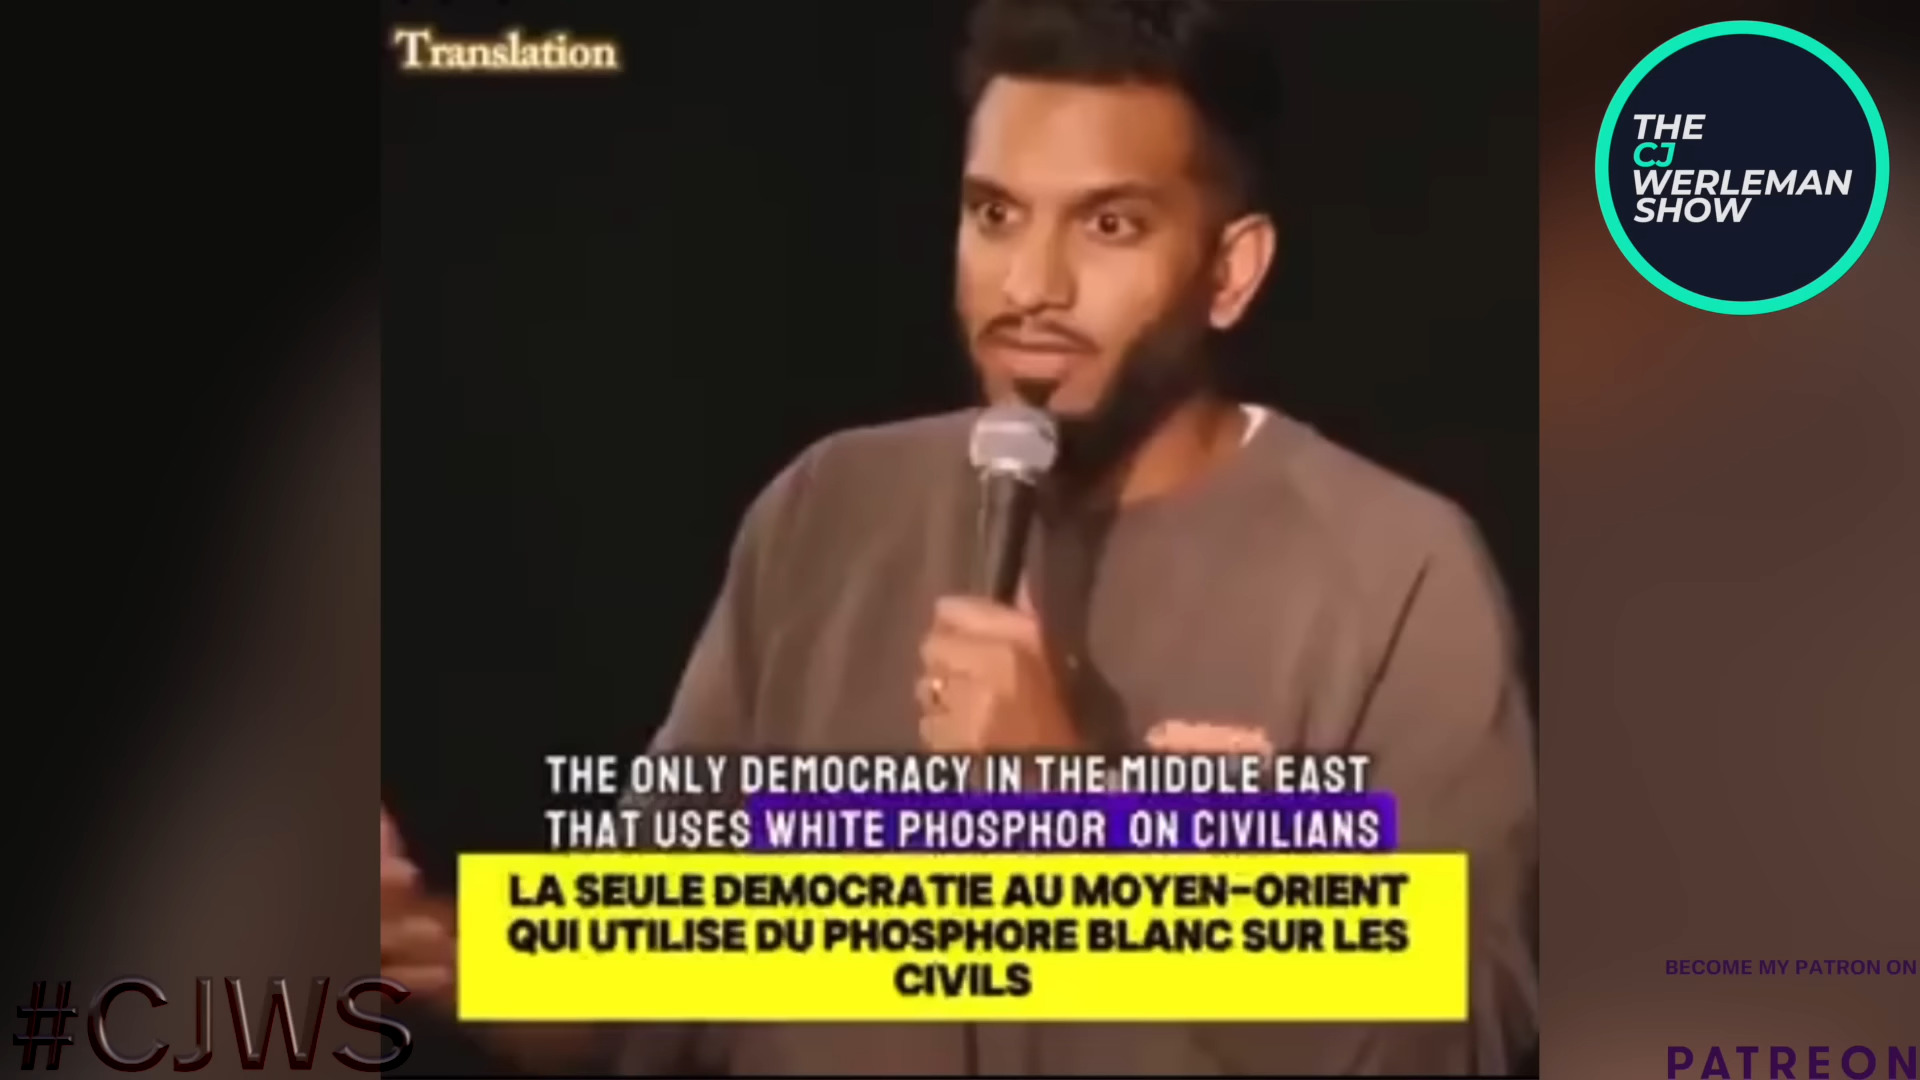 Translation
THE
CJ
WERLEMAN
SHOW
THE ONLY DEMOCRACY IN THE MIDDLE EAST
THAT USES WHITE PHOSPHOR ON CIVILIANS
LA SEULE DEMOCRATIE AU MOYEN-ORIENT
QUI UTILISE DU PHOSPHORE BLANC SUR LES
CIVILS
#CJWS
BECOME MY PATRON ON
PATREON